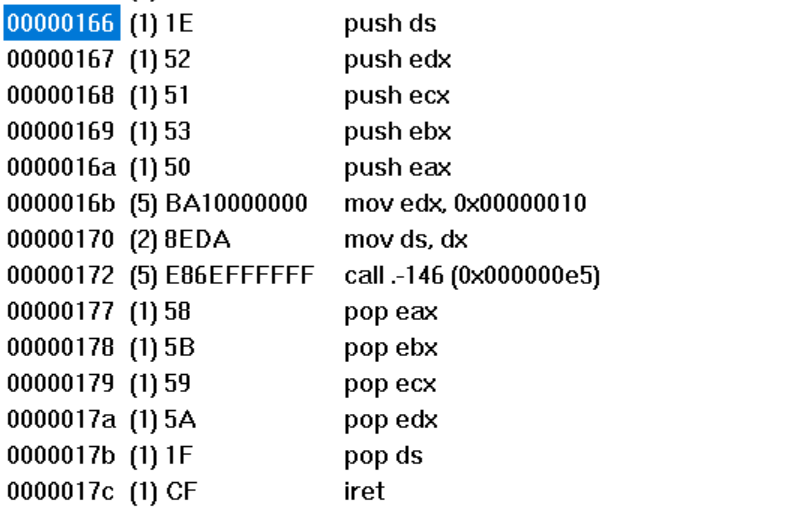 00000166 (1) 1E push ds
00000167 (1) 52 push edx
00000168 (1) 51 push ecx
00000169 (1) 53 push ebx
0000016a (1) 50 push eax
0000016b (5) BA10000000 mov edx, 0x00000010
00000170 (2) 8EDA mov ds, dx
00000172 (5) E86EFFFFFF call .-146 (0x000000e5)
00000177 (1) 58 pop eax
00000178 (1) 5B pop ebx
00000179 (1) 59 pop ecx
0000017a (1) 5A pop edx
0000017b (1) 1F pop ds
0000017c (1) CF iret